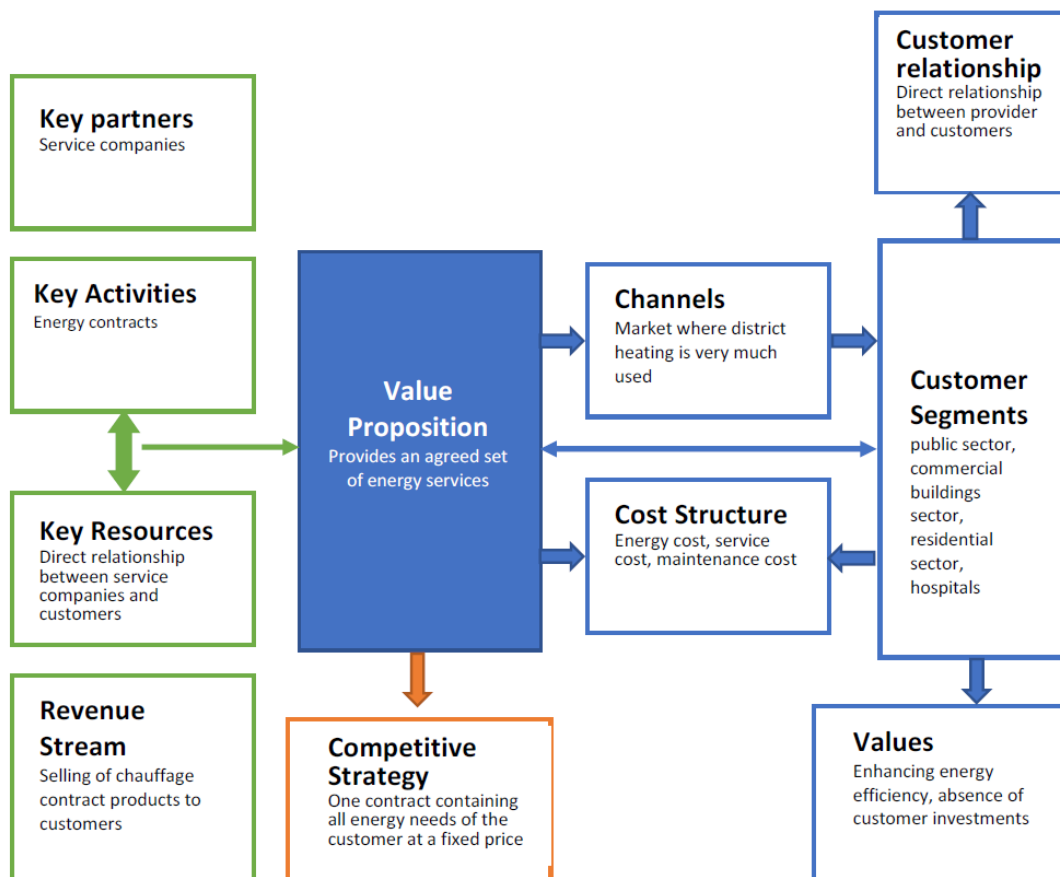 Key partners
Service companies
Key Activities
Energy contracts
Key Resources
Direct relationship
between service
companies and
customers
Revenue
Stream
Selling of chauffage
contract products to
customers
Value
Proposition
Provides an agreed set
of energy services
Competitive
Strategy
One contract containing
all energy needs of the
customer at a fixed price
Channels
Market where district
heating is very much
used
Cost Structure
Energy cost, service
cost, maintenance cost
Customer
relationship
Direct relationship
between provider
and customers
Customer
Segments
public sector,
commercial
buildings
sector,
residential
sector,
hospitals
Values
Enhancing energy
efficiency, absence of
customer investments